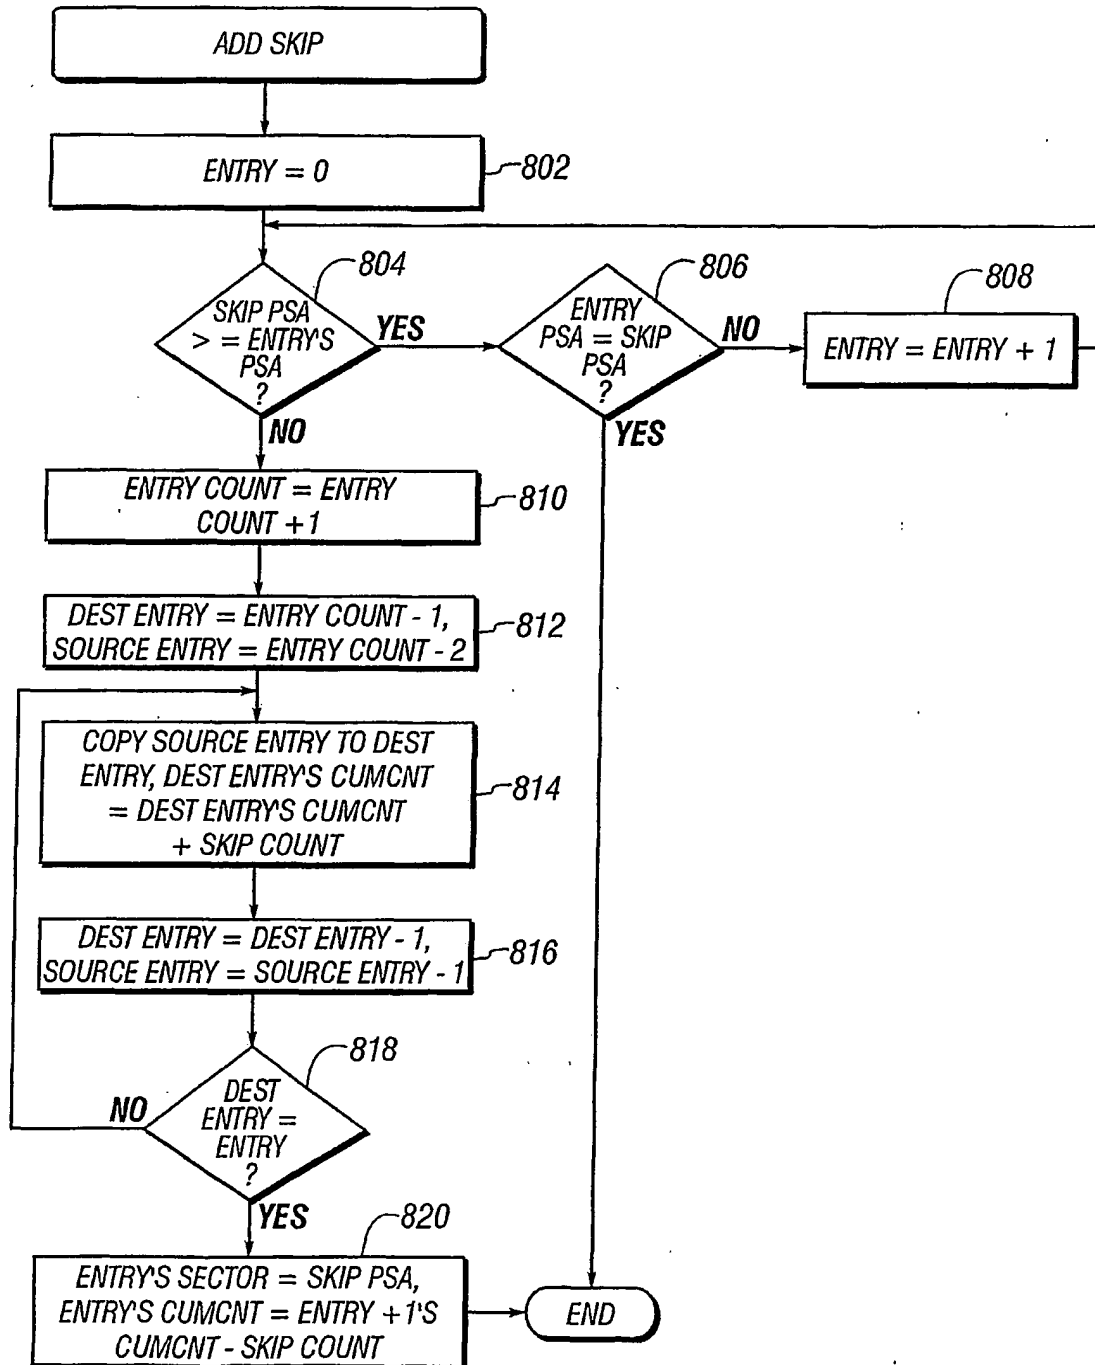 ADD SKIP
ENTRY = 0
802
804
SKIP PSA
> = ENTRY'S
PSA
?
YES
NO
806
ENTRY
PSA = SKIP
PSA
?
NO
YES
808
ENTRY = ENTRY + 1
ENTRY COUNT = ENTRY
COUNT +1
810
DEST ENTRY = ENTRY COUNT - 1,
SOURCE ENTRY = ENTRY COUNT - 2
812
COPY SOURCE ENTRY TO DEST
ENTRY, DEST ENTRY'S CUMCNT
= DEST ENTRY'S CUMCNT
+ SKIP COUNT
814
DEST ENTRY = DEST ENTRY - 1,
SOURCE ENTRY = SOURCE ENTRY - 1
816
818
DEST
ENTRY =
ENTRY
?
NO
YES
820
ENTRY'S SECTOR = SKIP PSA,
ENTRY'S CUMCNT = ENTRY +1'S
CUMCNT - SKIP COUNT
END